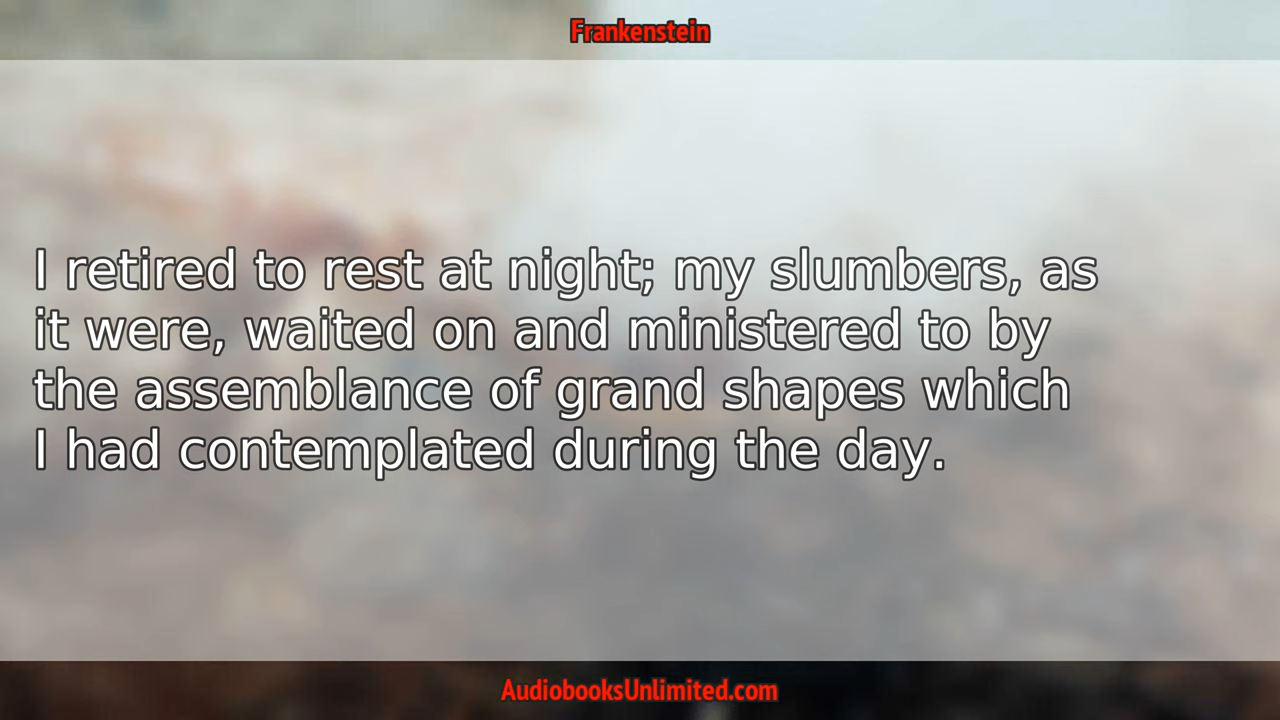 Frankenstein
I retired to rest at night; my slumbers, as
it were, waited on and ministered to by
the assemblance of grand shapes which
I had contemplated during the day.
AudiobooksUnlimited.com